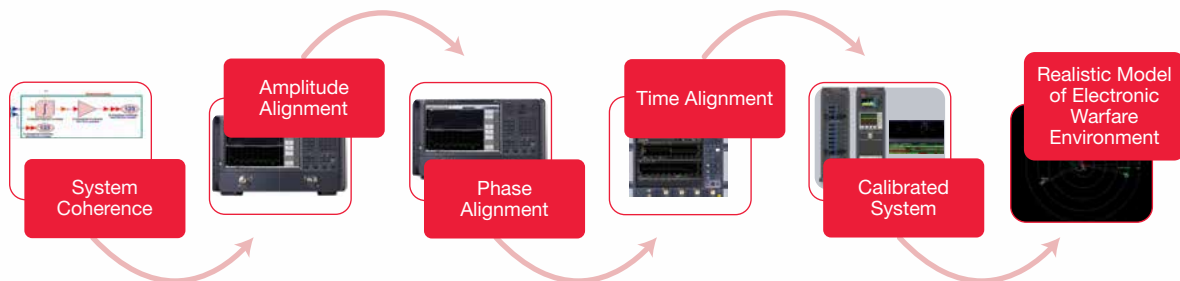 System
Coherence
Amplitude
Alignment
Phase
Alignment
Time Alignment
Calibrated
System
Realistic Model
of Electronic
Warfare
Environment